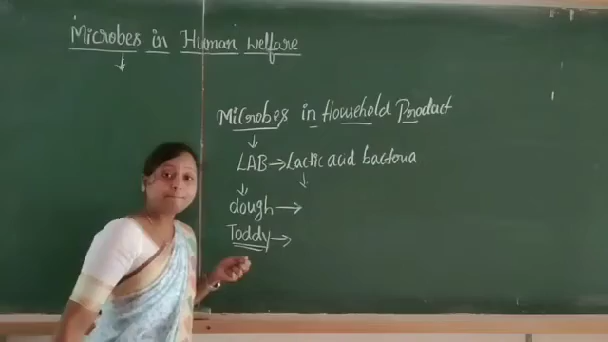 Microbes in Human welfare
↓
Microbes in Household Product
↓
LAB → Lactic acid bacteria
↓ ↓
dough →
Toddy →